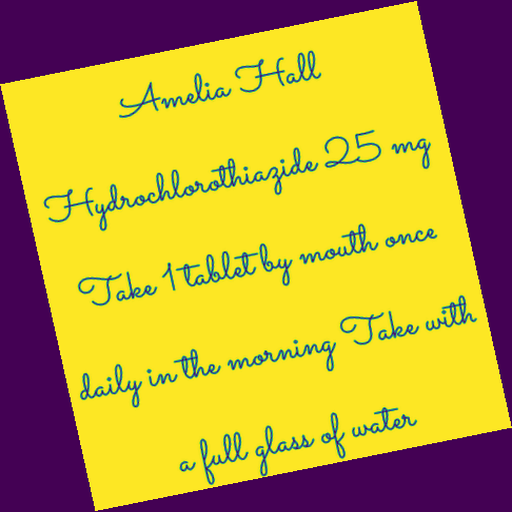 Amelia Hall
Hydrochlorothiazide 25 mg
Take 1 tablet by mouth once
daily in the morning Take with
a full glass of water